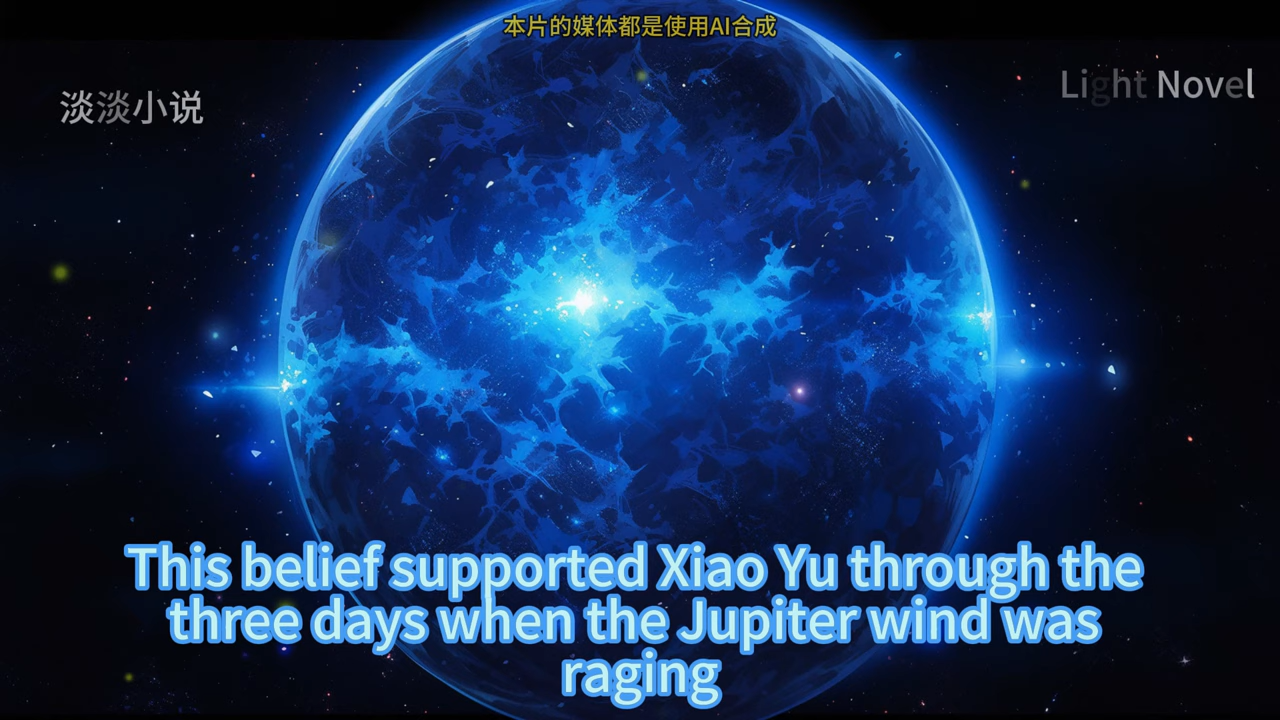 本片的媒体都是使用AI合成
淡淡小说
Light Novel
This belief supported Xiao Yu through the
three days when the Jupiter wind was
raging